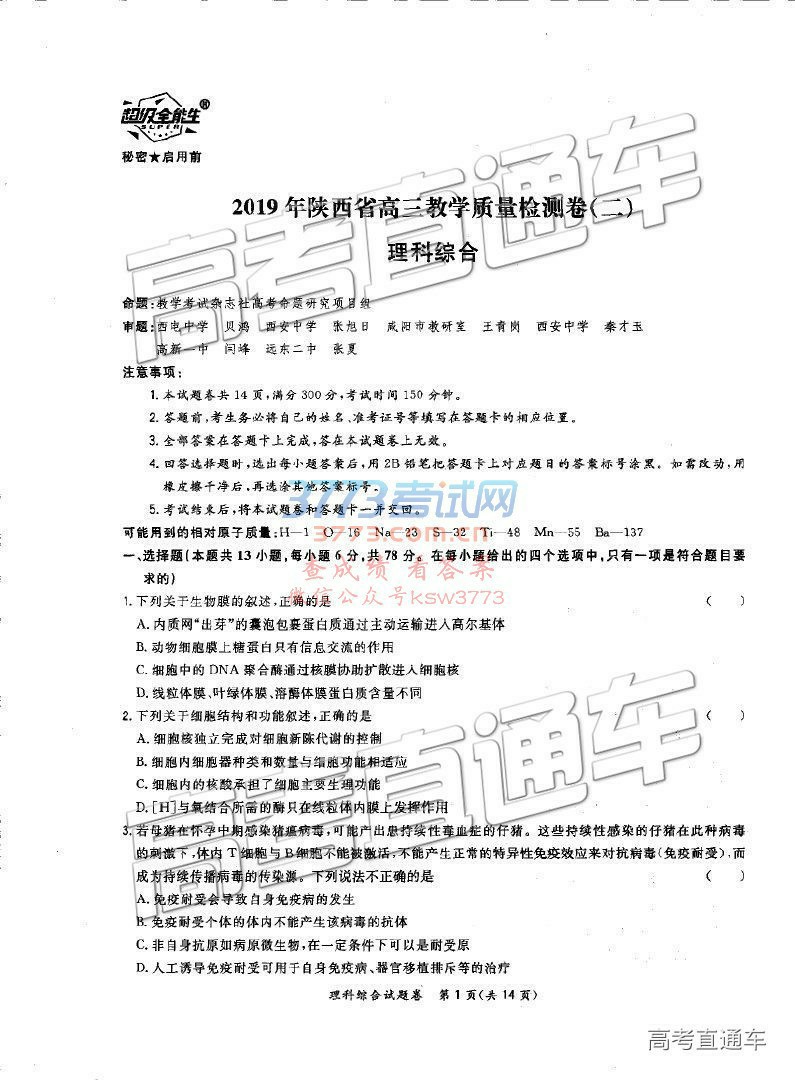 超级全能生®
SUPER
秘密★启用前
2019 年陕西省高三教学质量检测卷(二)
理科综合
命题:教学考试杂志社高考命题研究项目组
审题:西电中学 贝鸿 西安中学 张旭日 咸阳市教研室 王青岗 西安中学 秦才玉
高新一中 闫峰 远东二中 张夏
注意事项:
1. 本试题卷共 14 页,满分 300 分,考试时间 150 分钟。
2. 答题前,考生务必将自己的姓名、准考证号等填写在答题卡的相应位置。
3. 全部答案在答题卡上完成,答在本试题卷上无效。
4. 回答选择题时,选出每小题答案后,用 2B 铅笔把答题卡上对应题目的答案标号涂黑。如需改动,用
橡皮擦干净后,再选涂其他答案标号。
5. 考试结束后,将本试题卷和答题卡一并交回。
可能用到的相对原子质量:H—1 O—16 Na—23 S—32 Ti—48 Mn—55 Ba—137
一、选择题(本题共 13 小题,每小题 6 分,共 78 分。在每小题给出的四个选项中,只有一项是符合题目要
求的)
1. 下列关于生物膜的叙述,正确的是 ( )
A. 内质网“出芽”的囊泡包裹蛋白质通过主动运输进入高尔基体
B. 动物细胞膜上糖蛋白只有信息交流的作用
C. 细胞中的 DNA 聚合酶通过核膜协助扩散进入细胞核
D. 线粒体膜、叶绿体膜、溶酶体膜蛋白质含量不同
2. 下列关于细胞结构和功能叙述,正确的是 ( )
A. 细胞核独立完成对细胞新陈代谢的控制
B. 细胞内细胞器种类和数量与细胞功能相适应
C. 细胞内的核酸承担了细胞主要生理功能
D. [H]与氧结合所需的酶只在线粒体内膜上发挥作用
3. 若母猪在怀孕中期感染猪瘟病毒,可能产出患持续性毒血症的仔猪。这些持续性感染的仔猪在此种病毒
的刺激下,体内 T 细胞与 B 细胞不能被激活,不能产生正常的特异性免疫效应来对抗病毒(免疫耐受),而
成为持续传播病毒的传染源。下列说法不正确的是 ( )
A. 免疫耐受会导致自身免疫病的发生
B. 免疫耐受个体的体内不能产生该病毒的抗体
C. 非自身抗原如病原微生物,在一定条件下可以是耐受原
D. 人工诱导免疫耐受可用于自身免疫病、器官移植排斥等的治疗
理科综合试题卷 第 1 页(共 14 页)
高考直通车
3773考试网
www.3773.com.cn
查成绩 看答案
微信公众号ksw3773
高考直通车
高考直通车